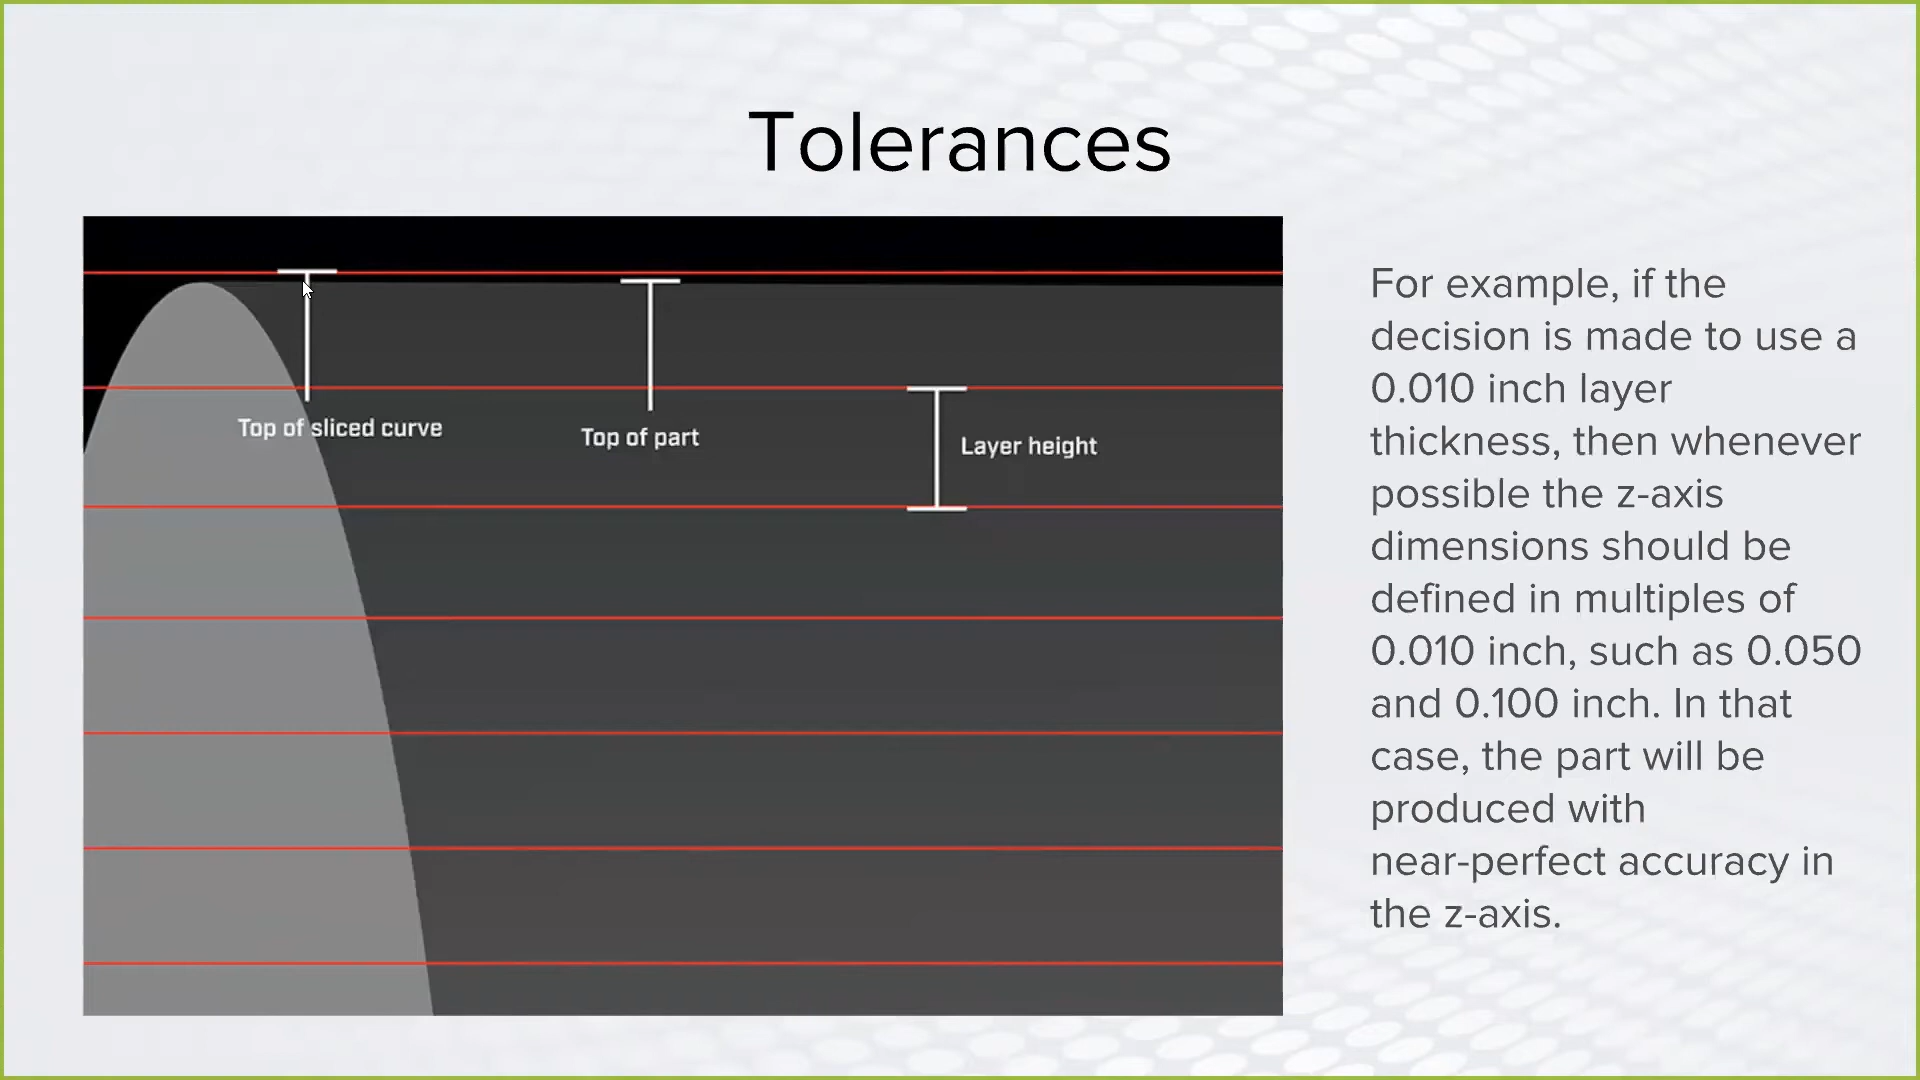 Tolerances
Top of sliced curve
Top of part
Layer height
For example, if the
decision is made to use a
0.010 inch layer
thickness, then whenever
possible the z-axis
dimensions should be
defined in multiples of
0.010 inch, such as 0.050
and 0.100 inch. In that
case, the part will be
produced with
near-perfect accuracy in
the z-axis.